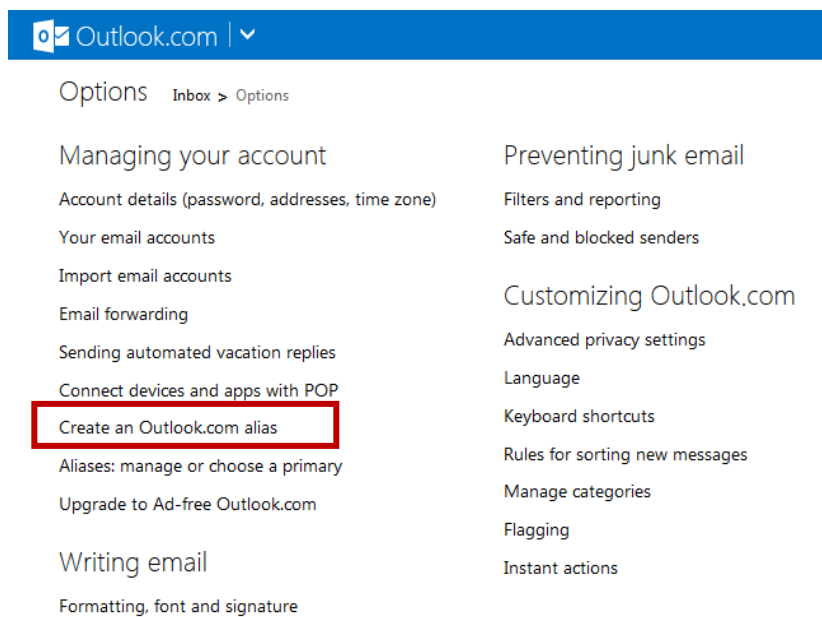 Outlook.com
Options Inbox > Options
Managing your account
Account details (password, addresses, time zone)
Your email accounts
Import email accounts
Email forwarding
Sending automated vacation replies
Connect devices and apps with POP
Create an Outlook.com alias
Aliases: manage or choose a primary
Upgrade to Ad-free Outlook.com
Writing email
Formatting, font and signature
Preventing junk email
Filters and reporting
Safe and blocked senders
Customizing Outlook.com
Advanced privacy settings
Language
Keyboard shortcuts
Rules for sorting new messages
Manage categories
Flagging
Instant actions